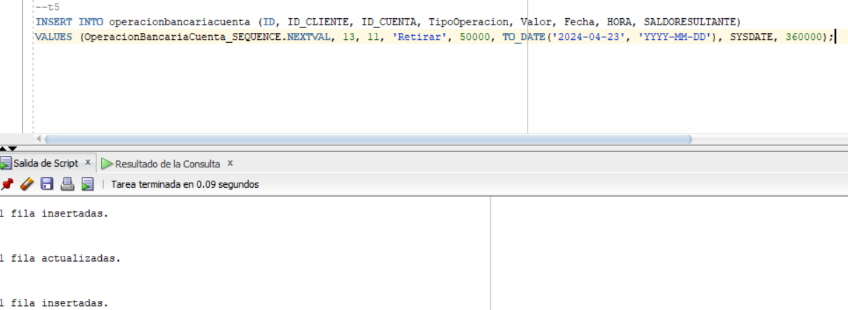 --t5
INSERT INTO operacionbancariacuenta (ID, ID_CLIENTE, ID_CUENTA, TipoOperacion, Valor, Fecha, HORA, SALDORESULTANTE)
VALUES (OperacionBancariaCuenta_SEQUENCE.NEXTVAL, 13, 11, 'Retirar', 50000, TO_DATE('2024-04-23', 'YYYY-MM-DD'), SYSDATE, 360000);
Salida de Script x
Resultado de la Consulta x
Tarea terminada en 0.09 segundos
1 fila insertadas.
1 fila actualizadas.
1 fila insertadas.